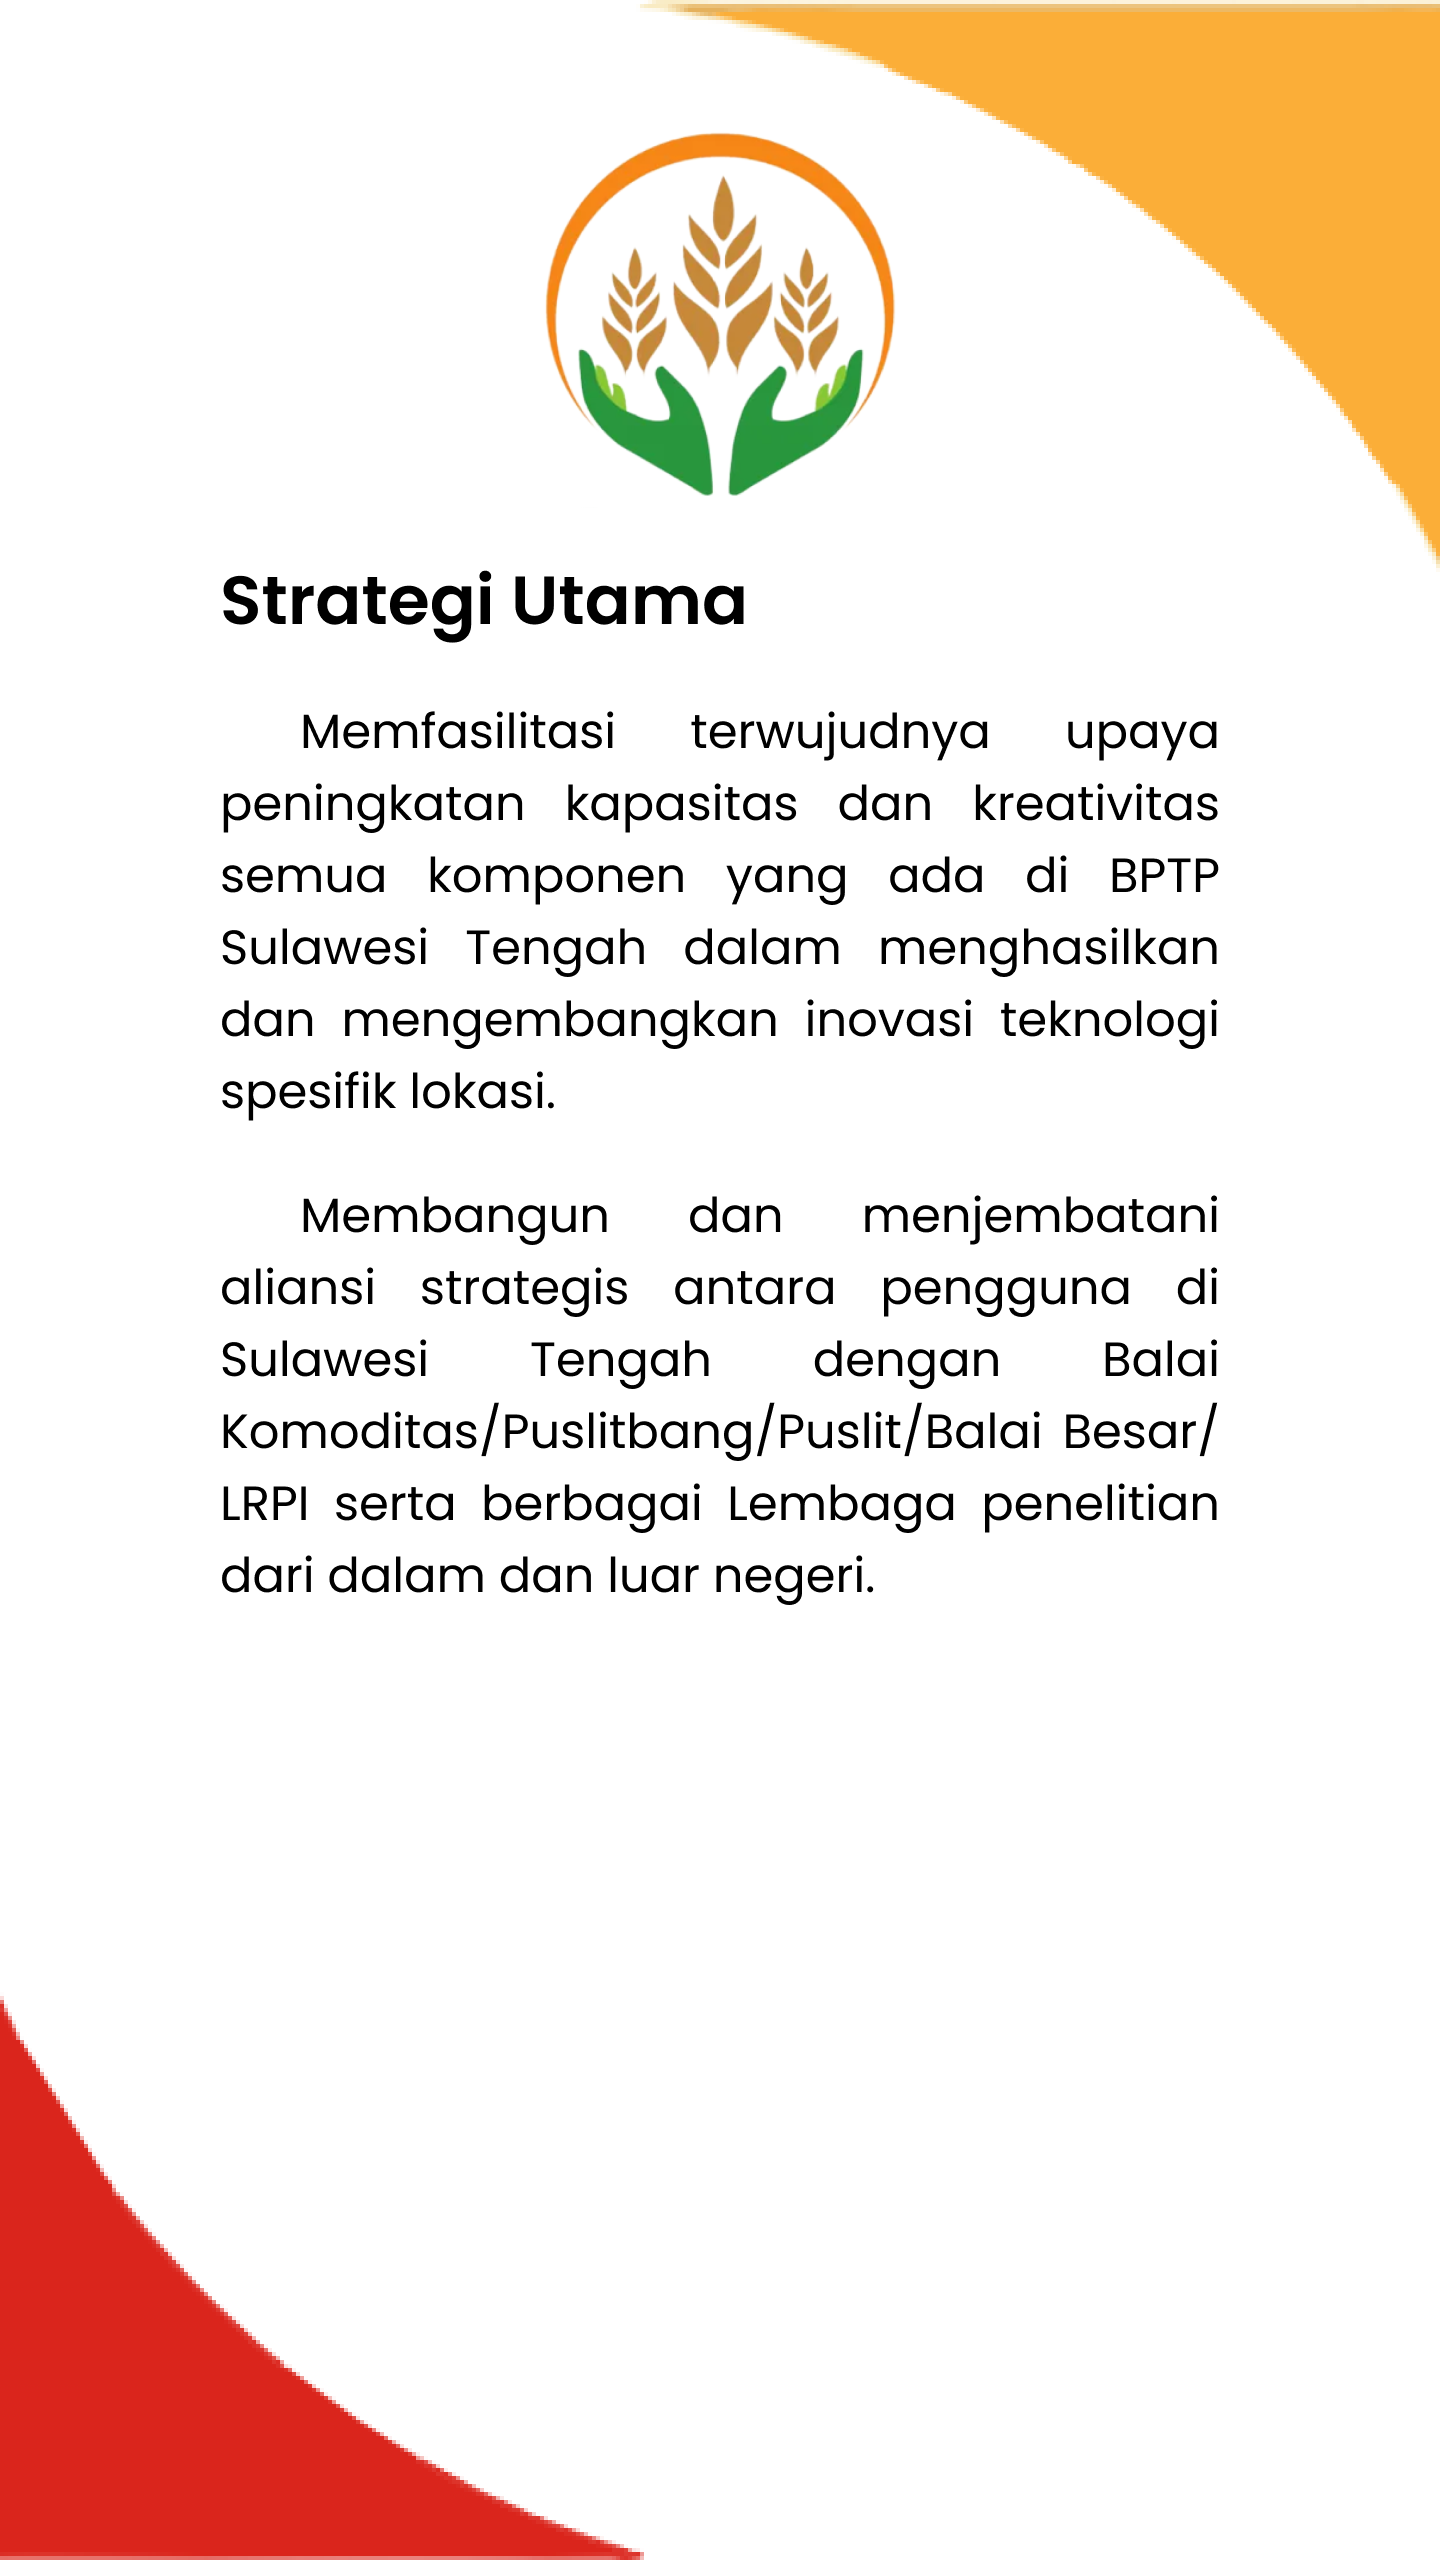 Strategi Utama
Memfasilitasi terwujudnya upaya
peningkatan kapasitas dan kreativitas
semua komponen yang ada di BPTP
Sulawesi Tengah dalam menghasilkan
dan mengembangkan inovasi teknologi
spesifik lokasi.
Membangun dan menjembatani
aliansi strategis antara pengguna di
Sulawesi Tengah dengan Balai
Komoditas/Puslitbang/Puslit/Balai Besar/
LRPI serta berbagai Lembaga penelitian
dari dalam dan luar negeri.